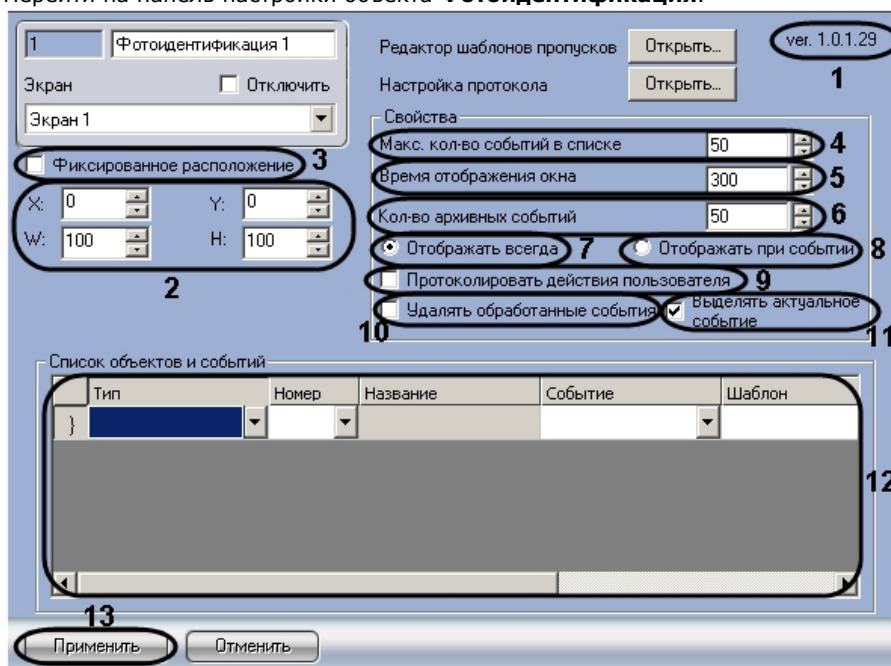 Перейти на панель настройки объекта Фотоидентификация.
1 Фотоидентификация 1
Экран Отключить
Экран 1
Фиксированное расположение 3
X: 0 Y: 0
W: 100 H: 100
2
Редактор шаблонов пропусков Открыть... ver. 1.0.1.29
Настройка протокола Открыть... 1
Свойства
Макс. кол-во событий в списке 50 4
Время отображения окна 300 5
Кол-во архивных событий 50 6
Отображать всегда 7 Отображать при событии 8
Протоколировать действия пользователя 9
Удалять обработанные события Выделять актуальное событие
10 11
Список объектов и событий
Тип Номер Название Событие Шаблон
}
12
13
Применить Отменить